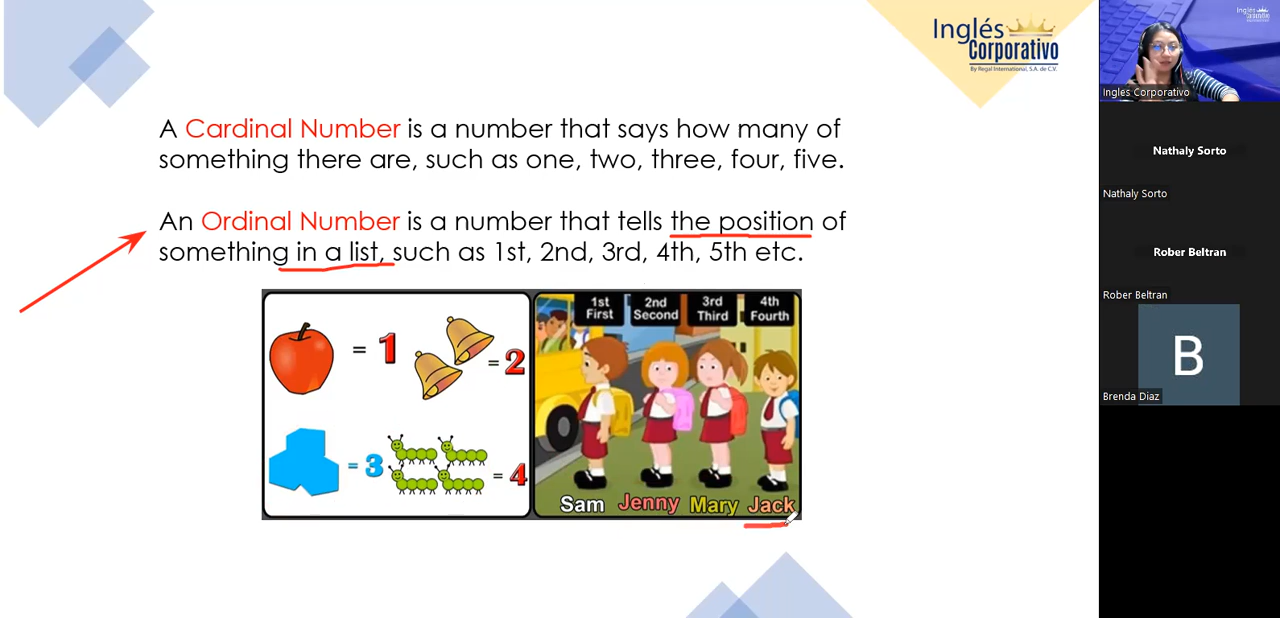 Inglés
Corporativo
By Regal International, S.A. de C.V.
A Cardinal Number is a number that says how many of
something there are, such as one, two, three, four, five.
An Ordinal Number is a number that tells the position of
something in a list, such as 1st, 2nd, 3rd, 4th, 5th etc.
= 1
= 2
= 3
= 4
1st
First
2nd
Second
3rd
Third
4th
Fourth
Sam Jenny Mary Jack
Inglés
Ingles Corporativo
Nathaly Sorto
Nathaly Sorto
Rober Beltran
Rober Beltran
B
Brenda Diaz